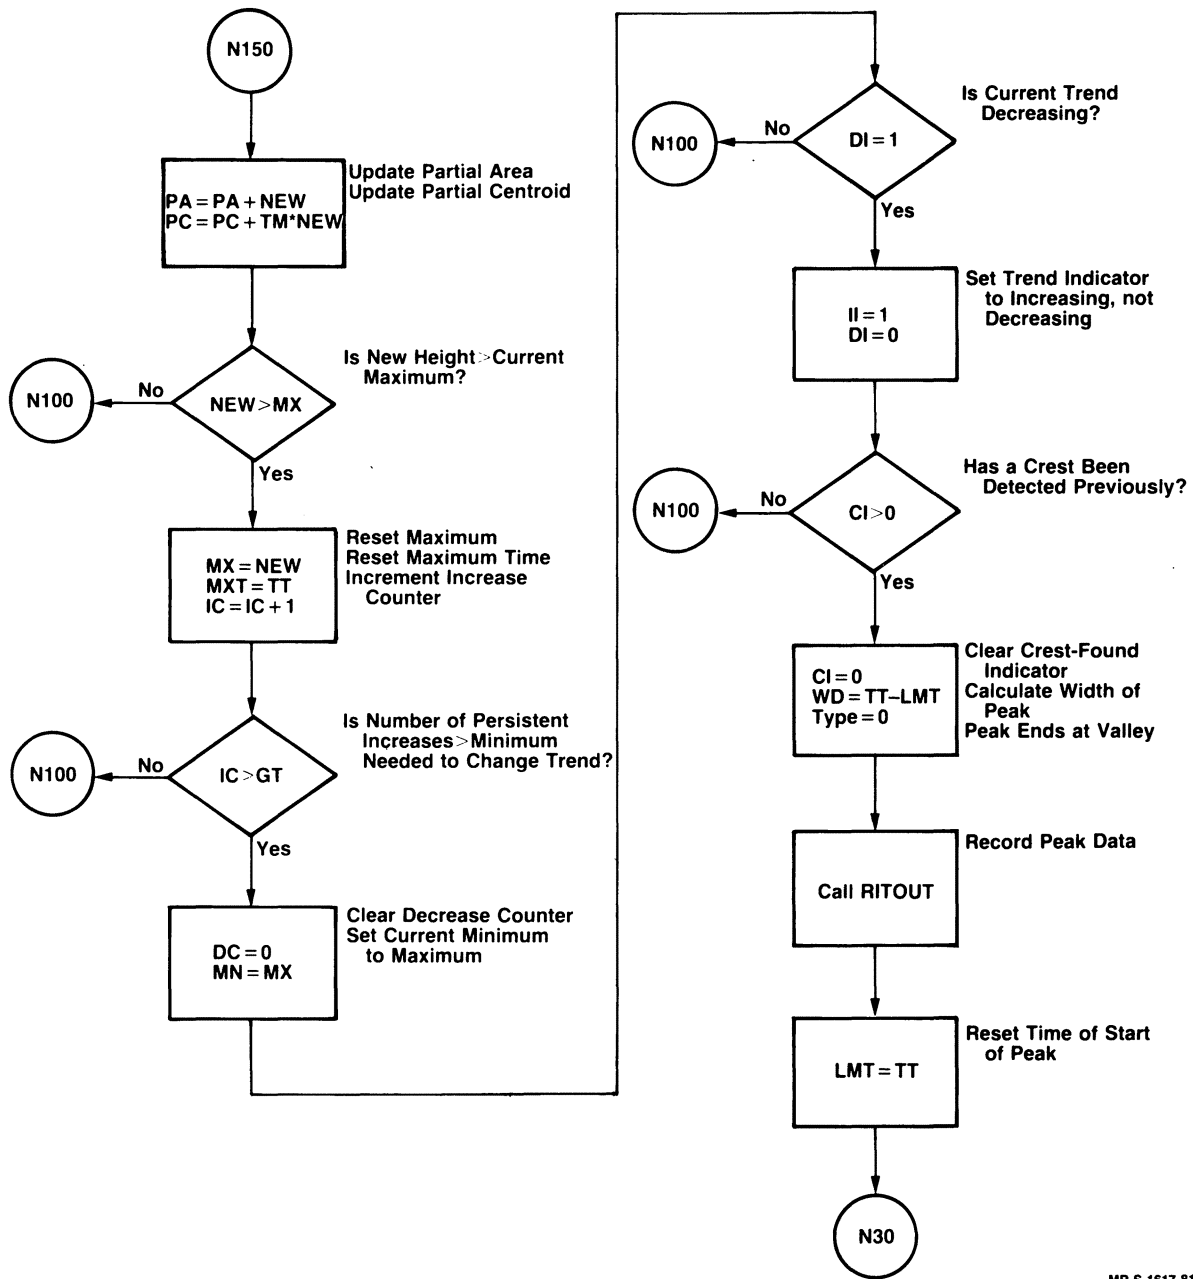 N150
PA = PA + NEW
PC = PC + TM*NEW
Update Partial Area
Update Partial Centroid
Is New Height > Current
Maximum?
NEW > MX
No
N100
Yes
MX = NEW
MXT = TT
IC = IC + 1
Reset Maximum
Reset Maximum Time
Increment Increase
Counter
Is Number of Persistent
Increases > Minimum
Needed to Change Trend?
IC > GT
No
N100
Yes
DC = 0
MN = MX
Clear Decrease Counter
Set Current Minimum
to Maximum
Is Current Trend
Decreasing?
DI = 1
No
N100
Yes
II = 1
DI = 0
Set Trend Indicator
to Increasing, not
Decreasing
Has a Crest Been
Detected Previously?
CI > 0
No
N100
Yes
CI = 0
WD = TT–LMT
Type = 0
Clear Crest-Found
Indicator
Calculate Width of
Peak
Peak Ends at Valley
Call RITOUT
Record Peak Data
LMT = TT
Reset Time of Start
of Peak
N30
MR-S-1617-81